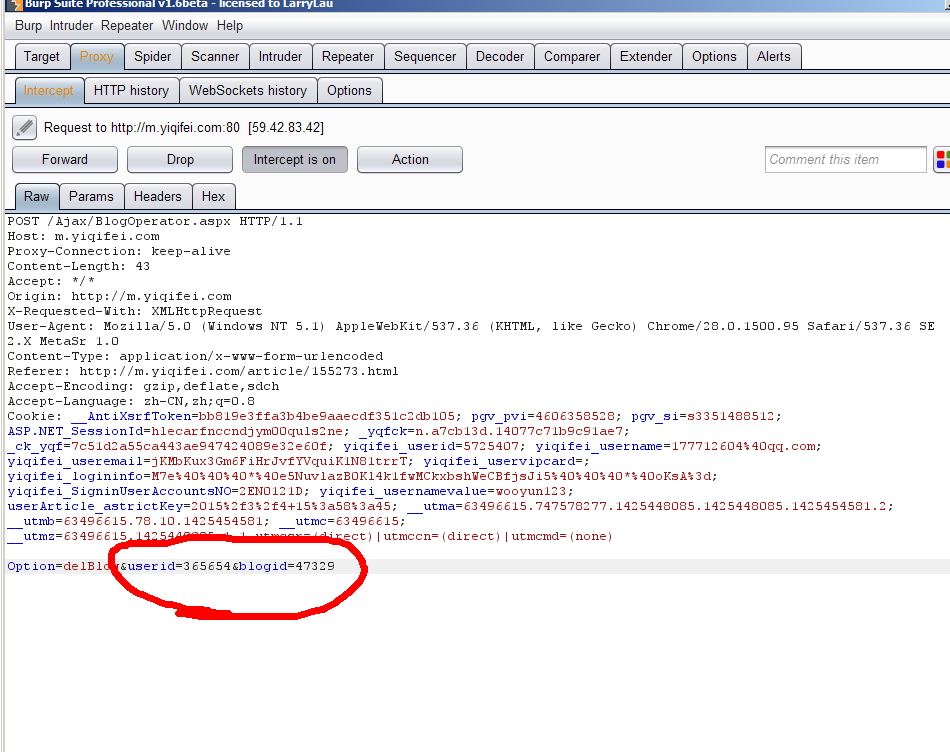 Burp Suite Professional v1.6beta - licensed to LarryLau
Burp Intruder Repeater Window Help
Target Proxy Spider Scanner Intruder Repeater Sequencer Decoder Comparer Extender Options Alerts
Intercept HTTP history WebSockets history Options
Request to http://m.yiqifei.com:80 [59.42.83.42]
Forward Drop Intercept is on Action Comment this item
Raw Params Headers Hex
POST /Ajax/BlogOperator.aspx HTTP/1.1
Host: m.yiqifei.com
Proxy-Connection: keep-alive
Content-Length: 43
Accept: */*
Origin: http://m.yiqifei.com
X-Requested-With: XMLHttpRequest
User-Agent: Mozilla/5.0 (Windows NT 5.1) AppleWebKit/537.36 (KHTML, like Gecko) Chrome/28.0.1500.95 Safari/537.36 SE
2.X MetaSr 1.0
Content-Type: application/x-www-form-urlencoded
Referer: http://m.yiqifei.com/article/155273.html
Accept-Encoding: gzip,deflate,sdch
Accept-Language: zh-CN,zh;q=0.8
Cookie: __AntiXsrfToken=bb819e3ffa3b4be9aaecdf351c2db105; pgv_pvi=4606358528; pgv_si=s3351488512;
ASP.NET_SessionId=hlecarfnccndjym00quls2ne; _yqfck=n.a7cb13d.14077c71b9c91ae7;
_ck_yqf=7c51d2a55ca443ae947424089e32e60f; yiqifei_userid=5725407; yiqifei_username=177712604%40qq.com;
yiqifei_useremail=jKMbKux3Gm6FiHrJvfYVquiK1N81trrT; yiqifei_uservipcard=;
yiqifei_logininfo=M7e%40%40%40*%40e5NuvlazB0Kl4k1fwMCkxbshWeCBfjsJi5%40%40%40*%40oKsA%3d;
yiqifei_SigninUserAccountsNO=2EN0121D; yiqifei_usernamevalue=wooyun123;
userArticle_astrictKey=2015%2f3%2f4+15%3a58%3a45; __utma=63496615.747578277.1425448085.1425448085.1425454581.2;
__utmb=63496615.78.10.1425454581; __utmc=63496615;
(direct)|utmccn=(direct)|utmcmd=(none)
Option=delBlog&userid=365654&blogid=47329